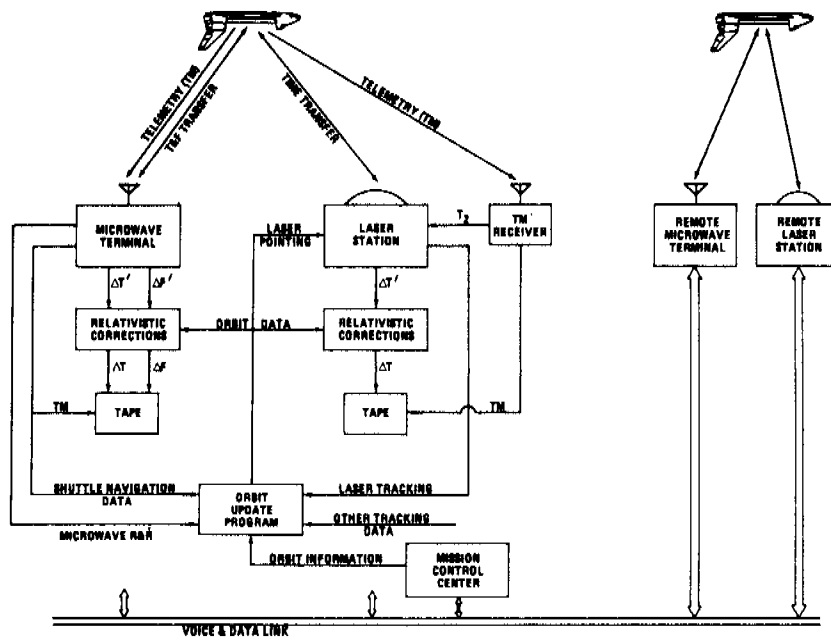 TELEMETRY (TM)
T&F TRANSFER
TIME TRANSFER
TELEMETRY (TM)
MICROWAVE
TERMINAL
LASER
POINTING
LASER
STATION
T2
TM
RECEIVER
REMOTE
MICROWAVE
TERMINAL
REMOTE
LASER
STATION
ΔT′
ΔF′
ΔT′
RELATIVISTIC
CORRECTIONS
ORBIT DATA
RELATIVISTIC
CORRECTIONS
ΔT
ΔF
ΔT
TM
TAPE
TAPE
TM
SHUTTLE NAVIGATION
DATA
ORBIT
UPDATE
PROGRAM
LASER TRACKING
MICROWAVE R&Ṙ
OTHER TRACKING
DATA
ORBIT INFORMATION
MISSION
CONTROL
CENTER
VOICE & DATA LINK